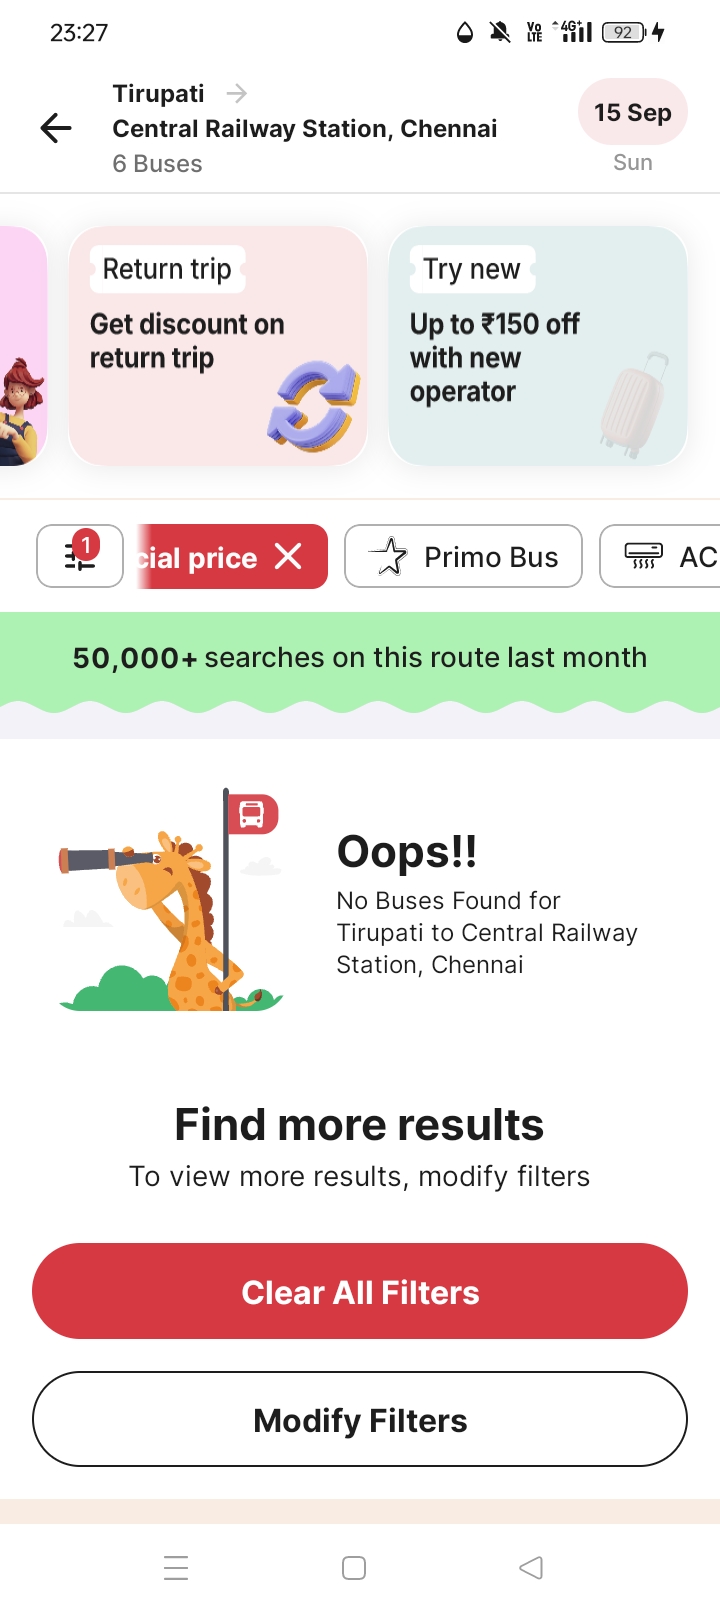 23:27
Vo LTE 4G+ 92
Tirupati
Central Railway Station, Chennai
6 Buses
15 Sep
Sun
Return trip
Get discount on
return trip
Try new
Up to ₹150 off
with new
operator
1
cial price
Primo Bus
AC
50,000+ searches on this route last month
Oops!!
No Buses Found for
Tirupati to Central Railway
Station, Chennai
Find more results
To view more results, modify filters
Clear All Filters
Modify Filters